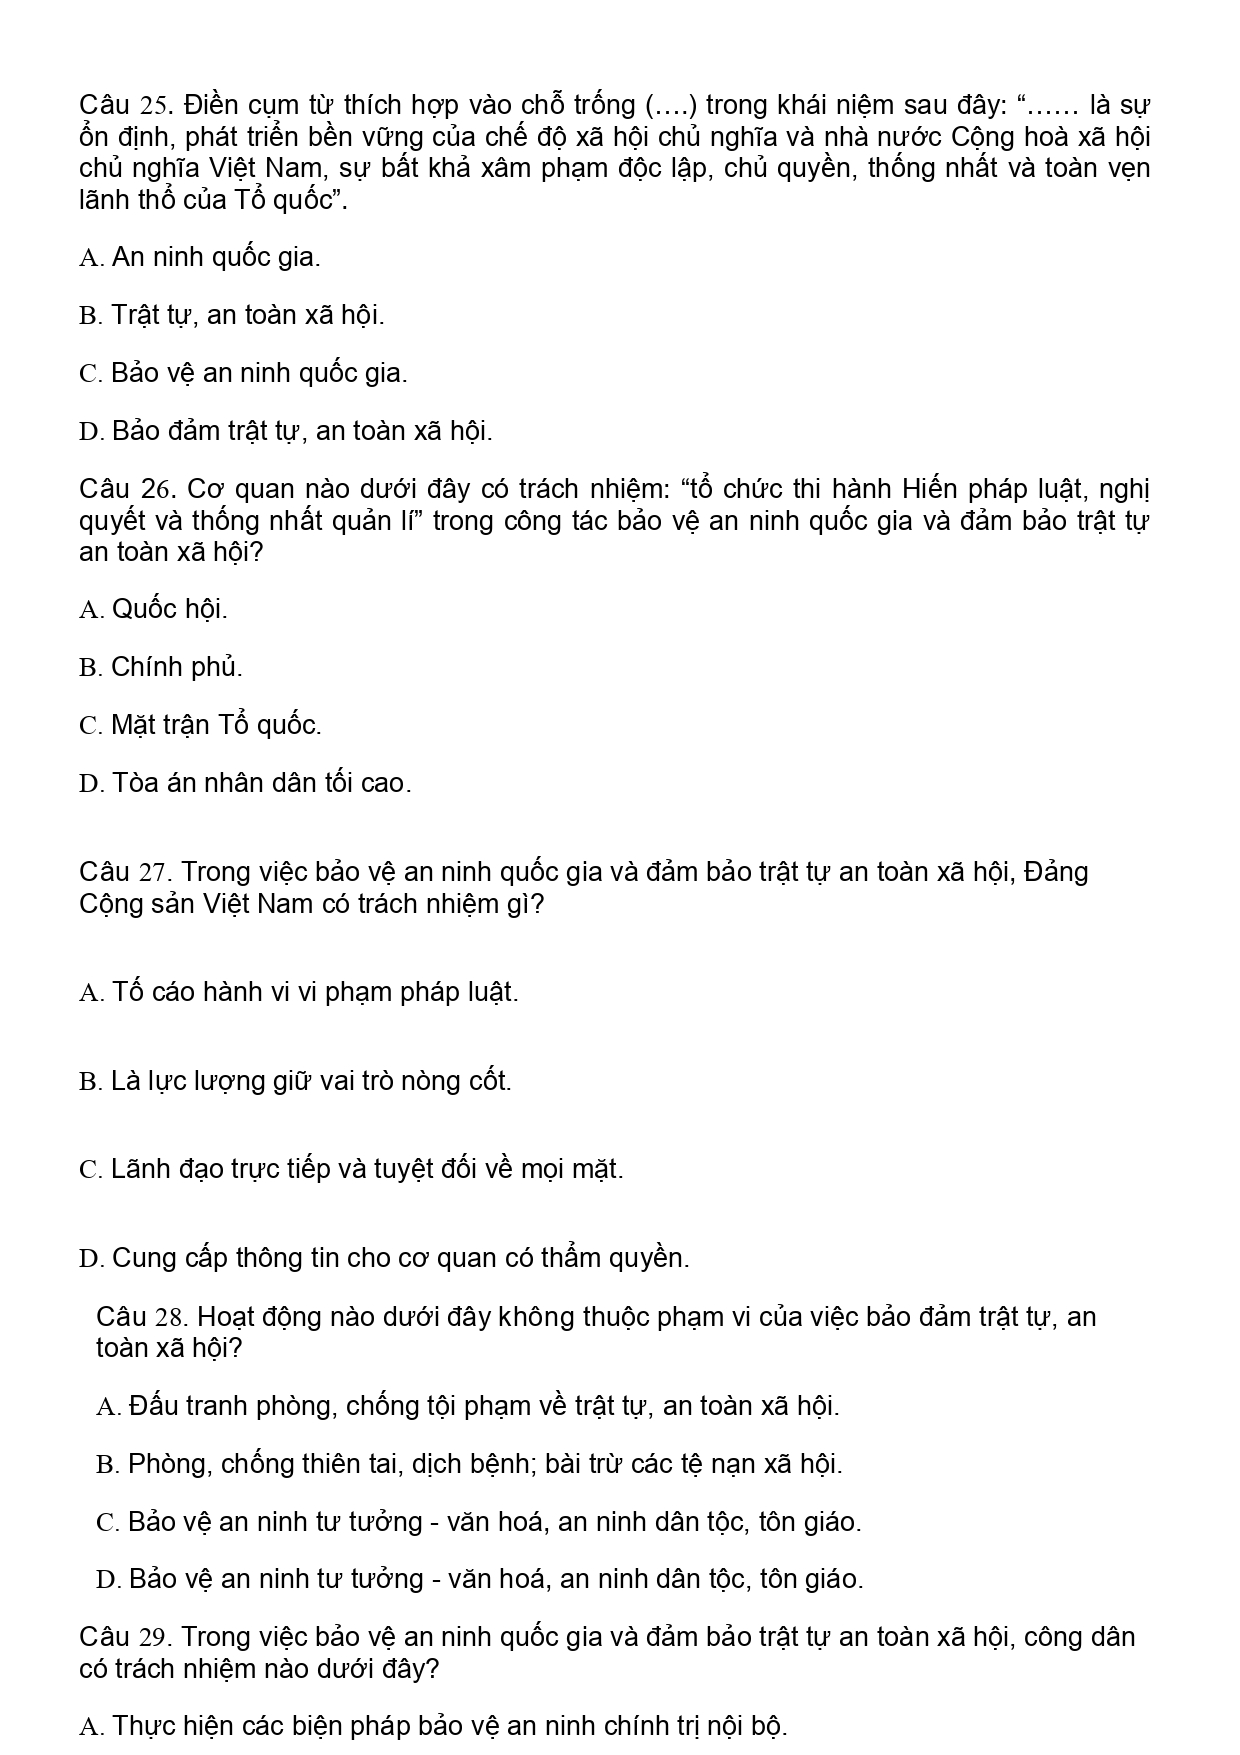 Câu 25. Điền cụm từ thích hợp vào chỗ trống (....) trong khái niệm sau đây: “...... là sự
ổn định, phát triển bền vững của chế độ xã hội chủ nghĩa và nhà nước Cộng hoà xã hội
chủ nghĩa Việt Nam, sự bất khả xâm phạm độc lập, chủ quyền, thống nhất và toàn vẹn
lãnh thổ của Tổ quốc”.
A. An ninh quốc gia.
B. Trật tự, an toàn xã hội.
C. Bảo vệ an ninh quốc gia.
D. Bảo đảm trật tự, an toàn xã hội.
Câu 26. Cơ quan nào dưới đây có trách nhiệm: “tổ chức thi hành Hiến pháp luật, nghị
quyết và thống nhất quản lí” trong công tác bảo vệ an ninh quốc gia và đảm bảo trật tự
an toàn xã hội?
A. Quốc hội.
B. Chính phủ.
C. Mặt trận Tổ quốc.
D. Tòa án nhân dân tối cao.
Câu 27. Trong việc bảo vệ an ninh quốc gia và đảm bảo trật tự an toàn xã hội, Đảng
Cộng sản Việt Nam có trách nhiệm gì?
A. Tố cáo hành vi vi phạm pháp luật.
B. Là lực lượng giữ vai trò nòng cốt.
C. Lãnh đạo trực tiếp và tuyệt đối về mọi mặt.
D. Cung cấp thông tin cho cơ quan có thẩm quyền.
Câu 28. Hoạt động nào dưới đây không thuộc phạm vi của việc bảo đảm trật tự, an
toàn xã hội?
A. Đấu tranh phòng, chống tội phạm về trật tự, an toàn xã hội.
B. Phòng, chống thiên tai, dịch bệnh; bài trừ các tệ nạn xã hội.
C. Bảo vệ an ninh tư tưởng - văn hoá, an ninh dân tộc, tôn giáo.
D. Bảo vệ an ninh tư tưởng - văn hoá, an ninh dân tộc, tôn giáo.
Câu 29. Trong việc bảo vệ an ninh quốc gia và đảm bảo trật tự an toàn xã hội, công dân
có trách nhiệm nào dưới đây?
A. Thực hiện các biện pháp bảo vệ an ninh chính trị nội bộ.